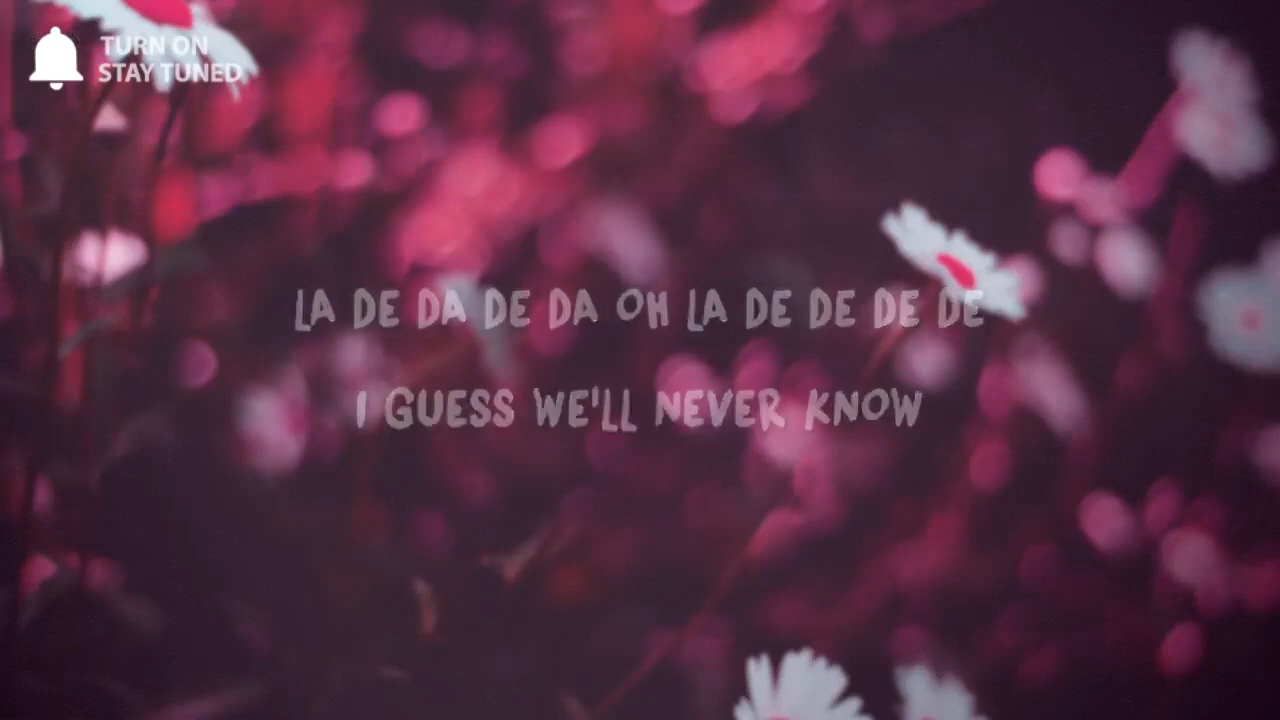 TURN ON
STAY TUNED
LA DE DA DE DA OH LA DE DE DE DE
I GUESS WE'LL NEVER KNOW